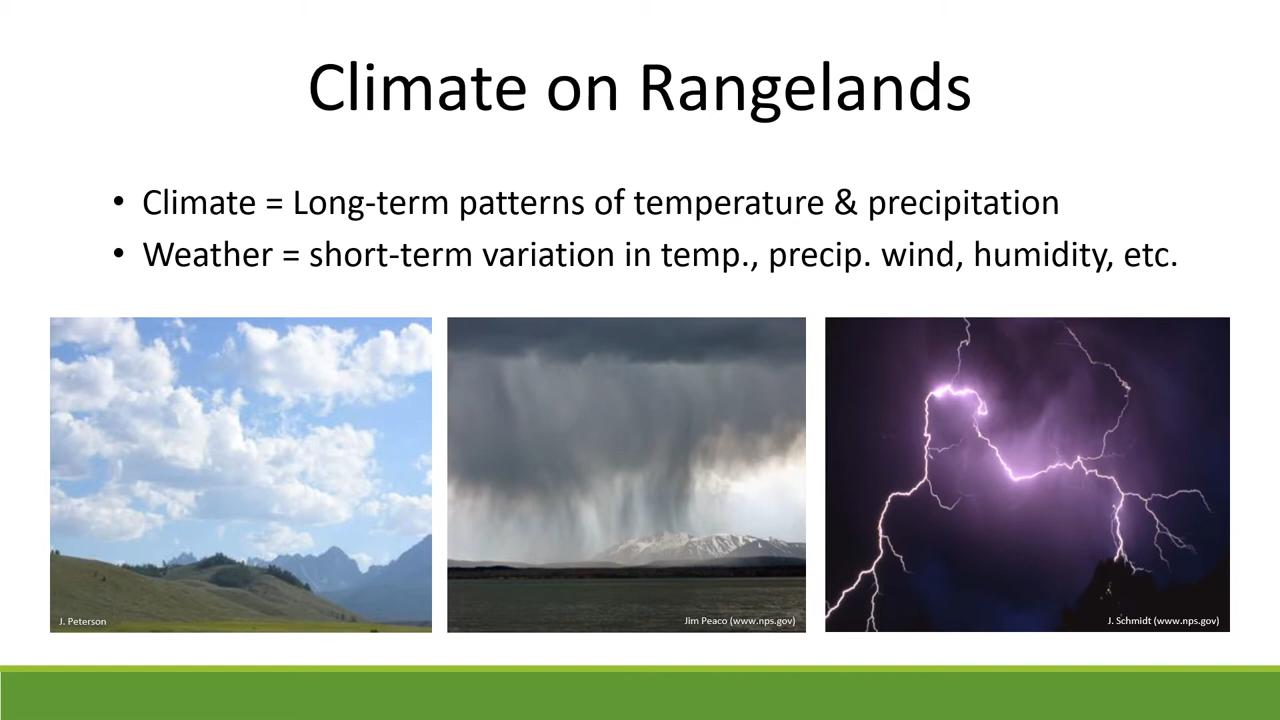 Climate on Rangelands
• Climate = Long-term patterns of temperature & precipitation
• Weather = short-term variation in temp., precip. wind, humidity, etc.
J. Peterson
Jim Peaco (www.nps.gov)
J. Schmidt (www.nps.gov)